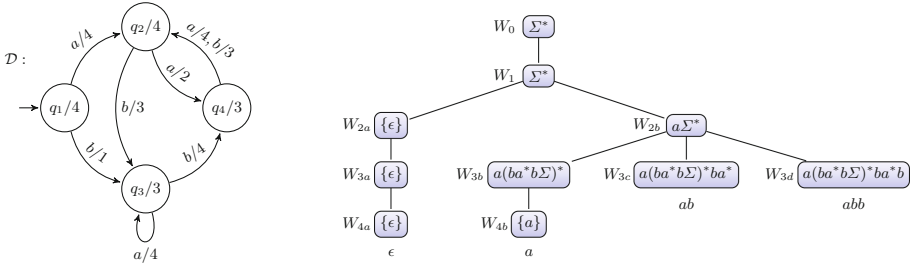 𝒟 :
q₁/4
q₂/4
q₃/3
q₄/3
a/4
a/4, b/3
a/2
b/3
b/1
b/4
a/4
W₀ Σ*
W₁ Σ*
W₂ₐ {ϵ} W₂b aΣ*
W₃ₐ {ϵ} W₃b a(ba*bΣ)* W₃c a(ba*bΣ)*ba* W₃d a(ba*bΣ)*ba*b
ab abb
W₄ₐ {ϵ} W₄b {a}
ϵ a